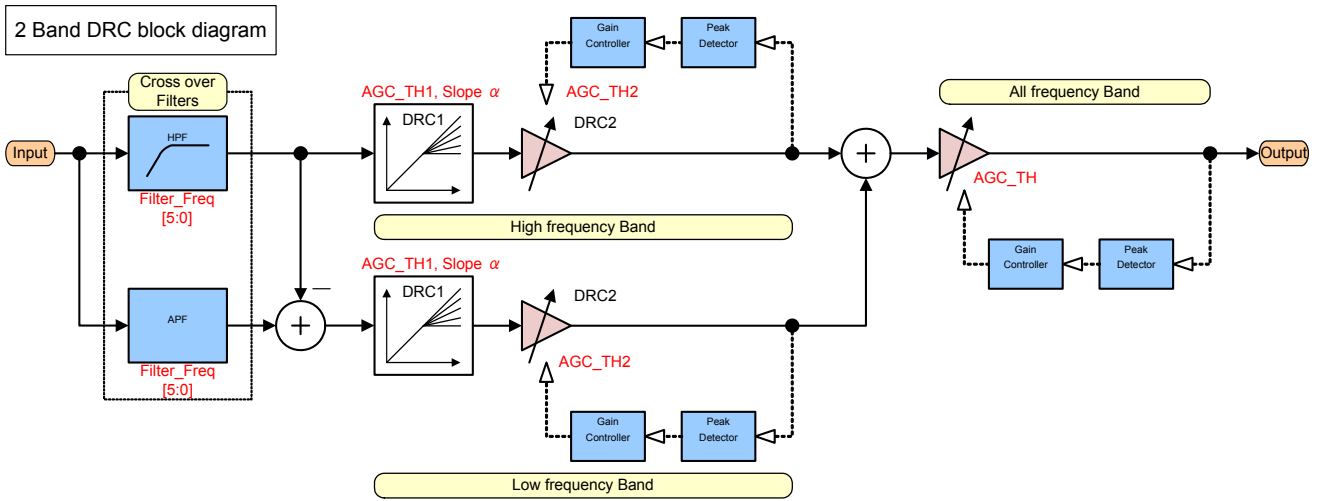 2 Band DRC block diagram
Cross over
Filters
Input
HPF
Filter_Freq
[5:0]
APF
Filter_Freq
[5:0]
+
—
AGC_TH1, Slope α
DRC1
AGC_TH2
DRC2
Gain
Controller
Peak
Detector
High frequency Band
AGC_TH1, Slope α
DRC1
DRC2
AGC_TH2
Gain
Controller
Peak
Detector
Low frequency Band
+
All frequency Band
AGC_TH
Gain
Controller
Peak
Detector
Output